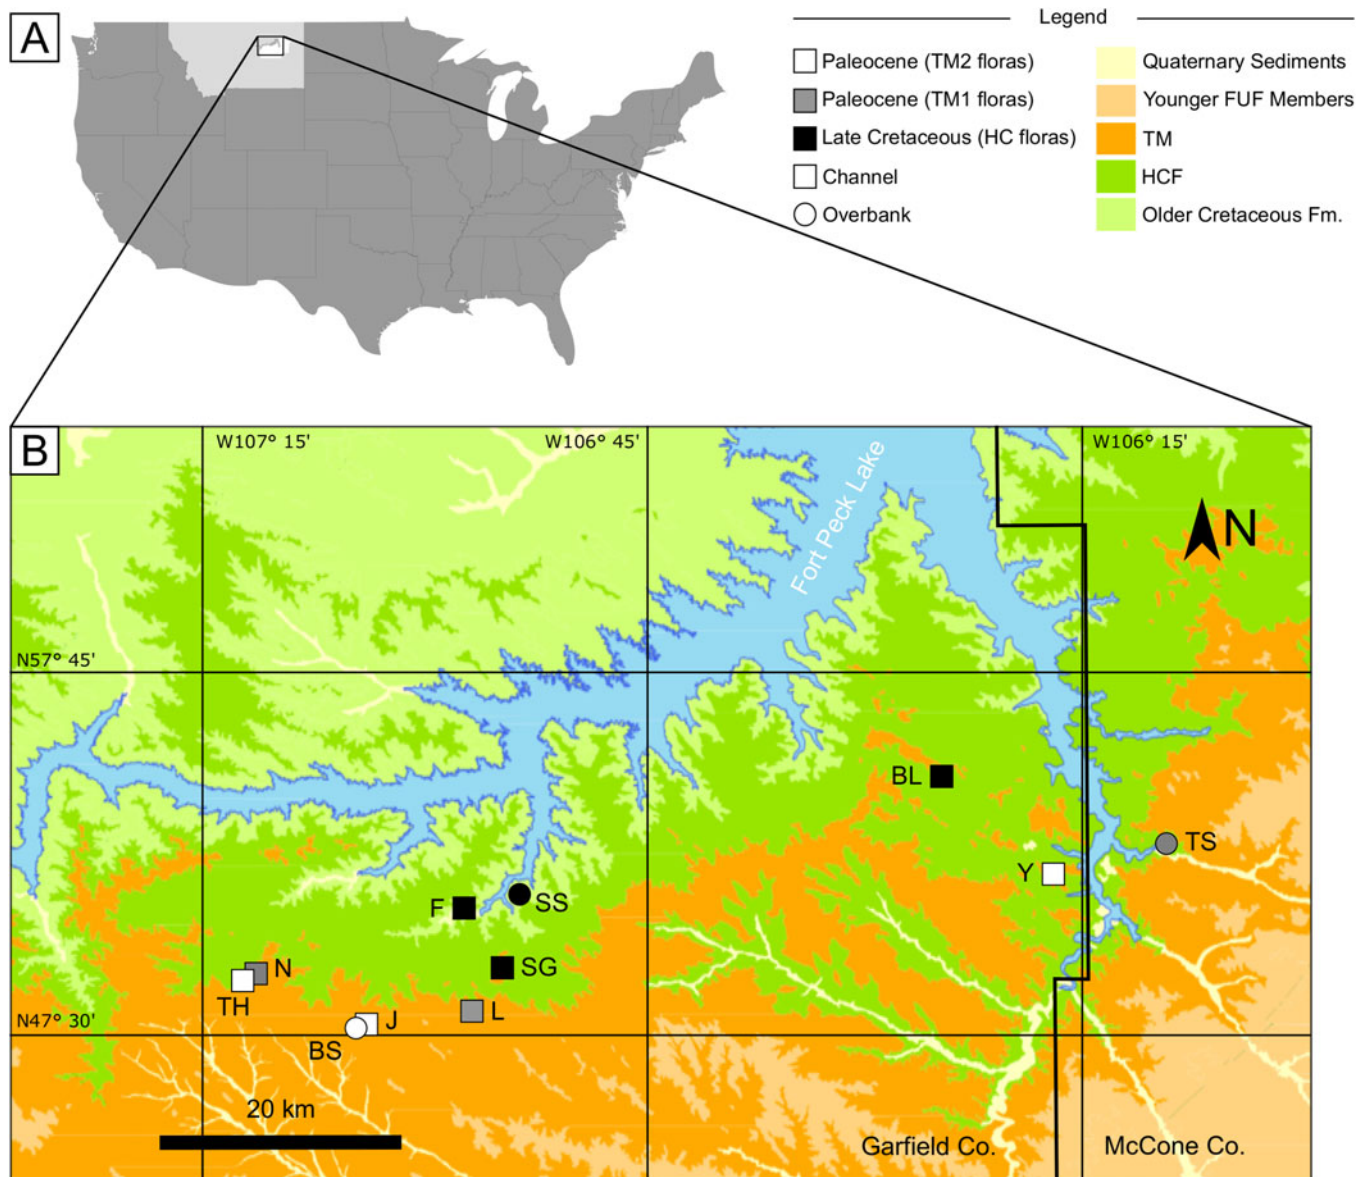 A
Legend
Paleocene (TM2 floras)
Paleocene (TM1 floras)
Late Cretaceous (HC floras)
Channel
Overbank
Quaternary Sediments
Younger FUF Members
TM
HCF
Older Cretaceous Fm.
B
W107° 15'
W106° 45'
W106° 15'
Fort Peck Lake
N
N57° 45'
BL
TS
Y
F
SS
N
SG
TH
L
J
N47° 30'
BS
20 km
Garfield Co.
McCone Co.